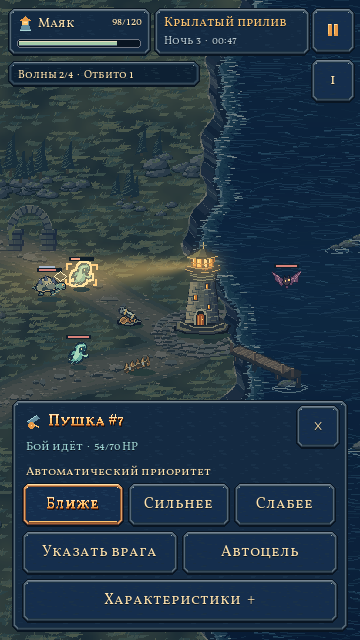 Маяк 98/120
Крылатый прилив
Ночь 3 · 00:47
Волны 2/4 · Отбито 1
I
Пушка #7
X
Бой идёт · 54/70 HP
Автоматический приоритет
Ближе Сильнее Слабее
Указать врага Автоцель
Характеристики +